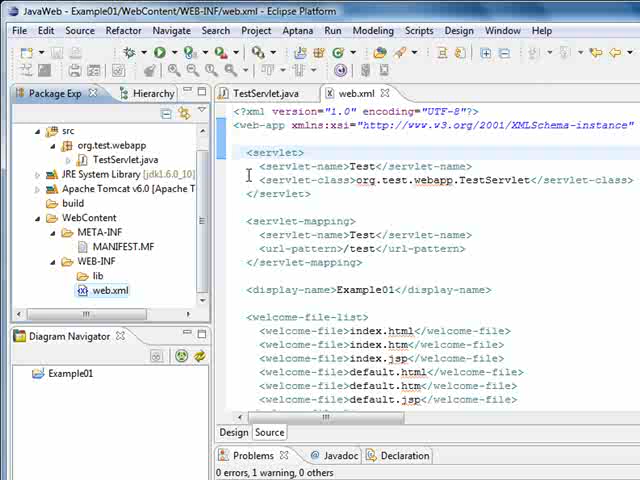 JavaWeb - Example01/WebContent/WEB-INF/web.xml - Eclipse Platform
File Edit Source Refactor Navigate Search Project Aptana Run Modeling Scripts Design Window Help
Package Exp
Hierarchy
src
org.test.webapp
TestServlet.java
JRE System Library [jdk1.6.0_10]
Apache Tomcat v6.0 [Apache Tom
build
WebContent
META-INF
MANIFEST.MF
WEB-INF
lib
web.xml
Diagram Navigator
Example01
TestServlet.java
web.xml
<?xml version="1.0" encoding="UTF-8"?>
<web-app xmlns:xsi="http://www.w3.org/2001/XMLSchema-instance"
<servlet>
<servlet-name>Test</servlet-name>
<servlet-class>org.test.webapp.TestServlet</servlet-class>
</servlet>
<servlet-mapping>
<servlet-name>Test</servlet-name>
<url-pattern>/test</url-pattern>
</servlet-mapping>
<display-name>Example01</display-name>
<welcome-file-list>
<welcome-file>index.html</welcome-file>
<welcome-file>index.htm</welcome-file>
<welcome-file>index.jsp</welcome-file>
<welcome-file>default.html</welcome-file>
<welcome-file>default.htm</welcome-file>
<welcome-file>default.jsp</welcome-file>
Design Source
Problems
Javadoc
Declaration
0 errors, 1 warning, 0 others